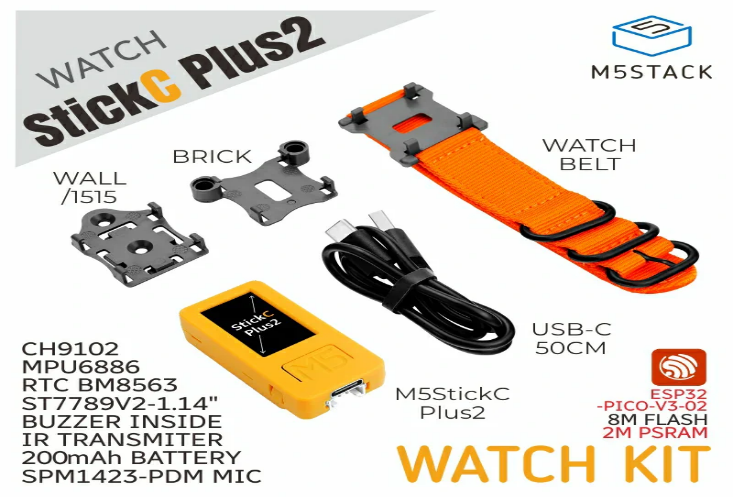 WATCH
StickC Plus2
M5STACK
WATCH
BELT
BRICK
WALL
/1515
StickC
Plus2
M5
USB-C
50CM
M5StickC
Plus2
CH9102
MPU6886
RTC BM8563
ST7789V2-1.14"
BUZZER INSIDE
IR TRANSMITER
200mAh BATTERY
SPM1423-PDM MIC
ESP32
-PICO-V3-02
8M FLASH
2M PSRAM
WATCH KIT